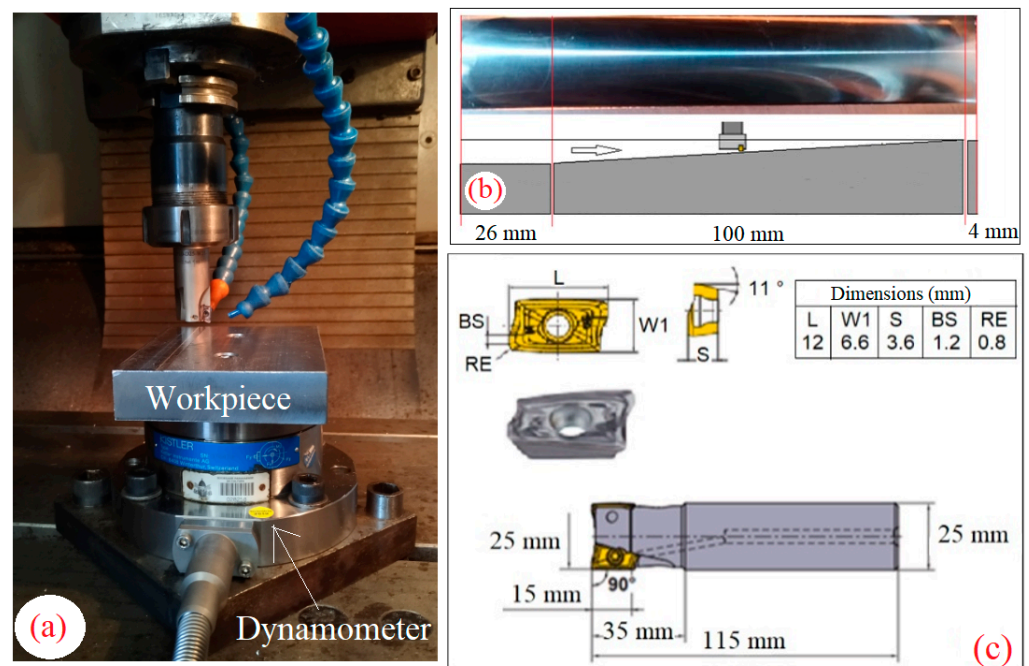 KISTLER
Workpiece
Dynamometer
(a)
(b)
26 mm
100 mm
4 mm
L
BS
RE
W1
S
11 °
Dimensions (mm)
L W1 S BS RE
12 6.6 3.6 1.2 0.8
25 mm
25 mm
90°
15 mm
35 mm
115 mm
(c)